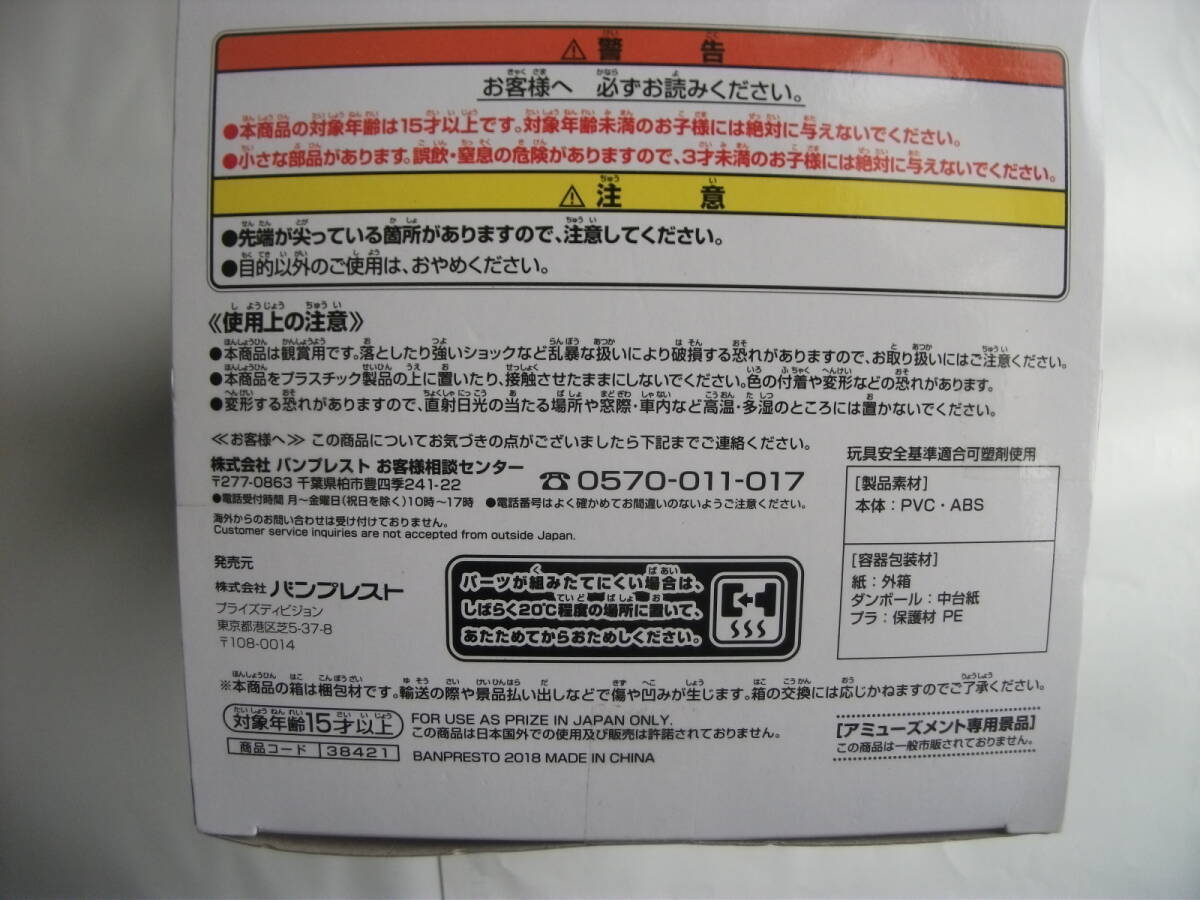 ⚠ 警告
お客様へ 必ずお読みください。
●本商品の対象年齢は15才以上です。対象年齢未満のお子様には絶対に与えないでください。
●小さな部品があります。誤飲・窒息の危険がありますので、3才未満のお子様には絶対に与えないでください。
⚠ 注意
●先端が尖っている箇所がありますので、注意してください。
●目的以外のご使用は、おやめください。
《使用上の注意》
●本商品は観賞用です。落としたり強いショックなど乱暴な扱いにより破損する恐れがありますので、お取り扱いにはご注意ください。
●本商品をプラスチック製品の上に置いたり、接触させたままにしないでください。色の付着や変形などの恐れがあります。
●変形する恐れがありますので、直射日光の当たる場所や窓際・車内など高温・多湿のところには置かないでください。
≪お客様へ≫ この商品についてお気づきの点がございましたら下記までご連絡ください。
株式会社 バンプレスト お客様相談センター
〒277-0863 千葉県柏市豊四季241-22
☎0570-011-017
●電話受付時間 月〜金曜日(祝日を除く)10時〜17時 ●電話番号はよく確かめてお間違いのないようご注意ください。
海外からのお問い合わせは受け付けておりません。
Customer service inquiries are not accepted from outside Japan.
玩具安全基準適合可塑剤使用
[製品素材]
本体:PVC・ABS
[容器包装材]
紙:外箱
ダンボール:中台紙
プラ:保護材 PE
発売元
株式会社 バンプレスト
プライズディビジョン
東京都港区芝5-37-8
〒108-0014
パーツが組みたてにくい場合は、
しばらく20℃程度の場所に置いて、
あたためてからおためしください。
※本商品の箱は梱包材です。輸送の際や景品払い出しなどで傷や凹みが生じます。箱の交換には応じかねますのでご了承ください。
対象年齢15才以上
商品コード 38421
FOR USE AS PRIZE IN JAPAN ONLY.
この商品は日本国外での使用及び販売は許諾されておりません。
BANPRESTO 2018 MADE IN CHINA
[アミューズメント専用景品]
この商品は一般市販されておりません。